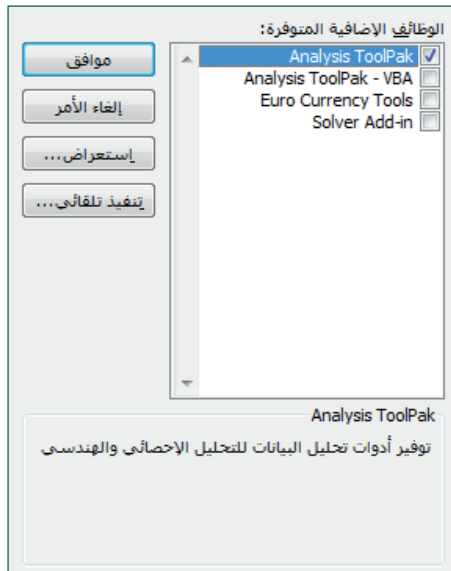 الوظائف الإضافية المتوفرة:
Analysis ToolPak
Analysis ToolPak - VBA
Euro Currency Tools
Solver Add-in
موافق
إلغاء الأمر
إستعراض...
تنفيذ تلقائي...
Analysis ToolPak
توفير أدوات تحليل البيانات للتحليل الإحصائي والهندسي